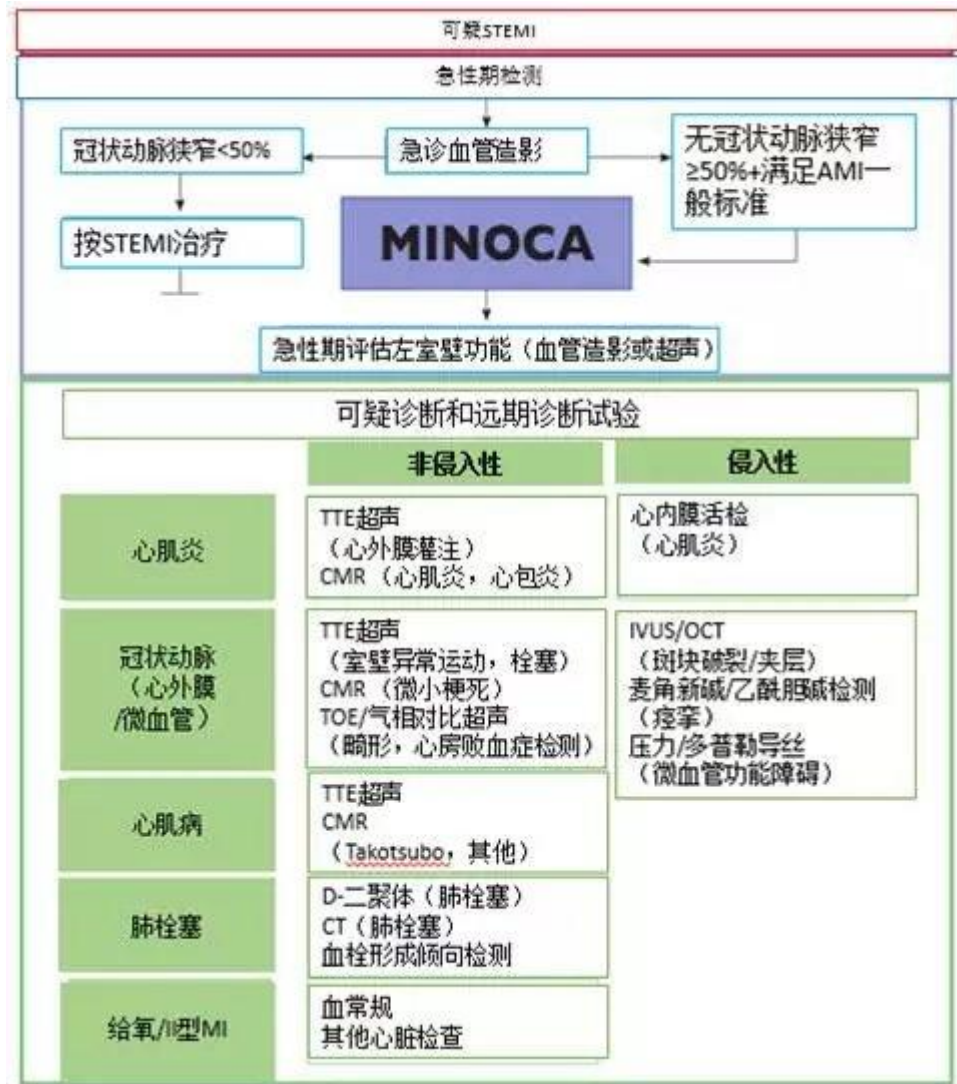 可疑STEMI
急性期检测
冠状动脉狭窄<50%
急诊血管造影
无冠状动脉狭窄
≥50%+满足AMI一
般标准
按STEMI治疗
MINOCA
急性期评估左室壁功能（血管造影或超声）
可疑诊断和远期诊断试验
非侵入性
侵入性
心肌炎
TTE超声
（心外膜灌注）
CMR（心肌炎，心包炎）
心内膜活检
（心肌炎）
冠状动脉
（心外膜
/微血管）
TTE超声
（室壁异常运动，栓塞）
CMR（微小梗死）
TOE/气相对比超声
（畸形，心房败血症检测）
IVUS/OCT
（斑块破裂/夹层）
麦角新碱/乙酰胆碱检测
（痉挛）
压力/多普勒导丝
（微血管功能障碍）
心肌病
TTE超声
CMR
（Takotsubo，其他）
肺栓塞
D-二聚体（肺栓塞）
CT（肺栓塞）
血栓形成倾向检测
给氧/II型MI
血常规
其他心脏检查